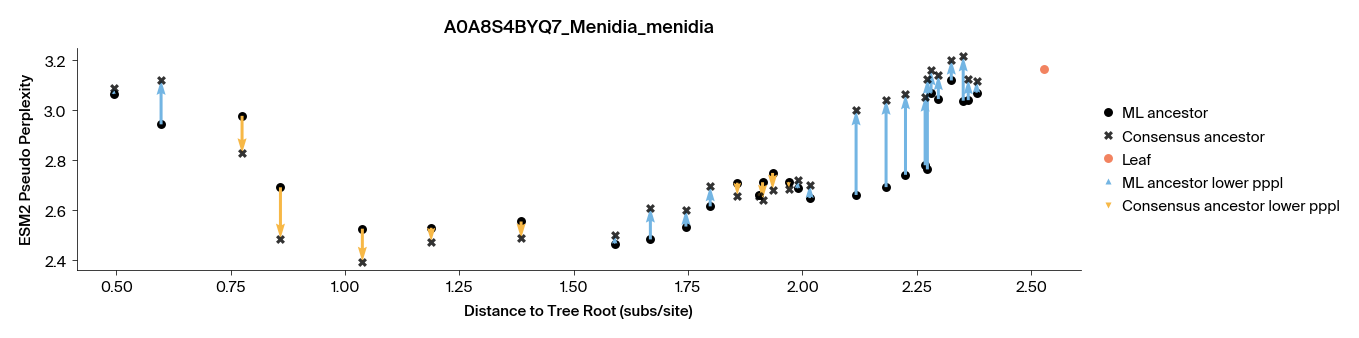 A0A8S4BYQ7_Menidia_menidia
ESM2 Pseudo Perplexity
3.2
3.0
2.8
2.6
2.4
0.50
0.75
1.00
1.25
1.50
1.75
2.00
2.25
2.50
Distance to Tree Root (subs/site)
ML ancestor
Consensus ancestor
Leaf
ML ancestor lower pppl
Consensus ancestor lower pppl